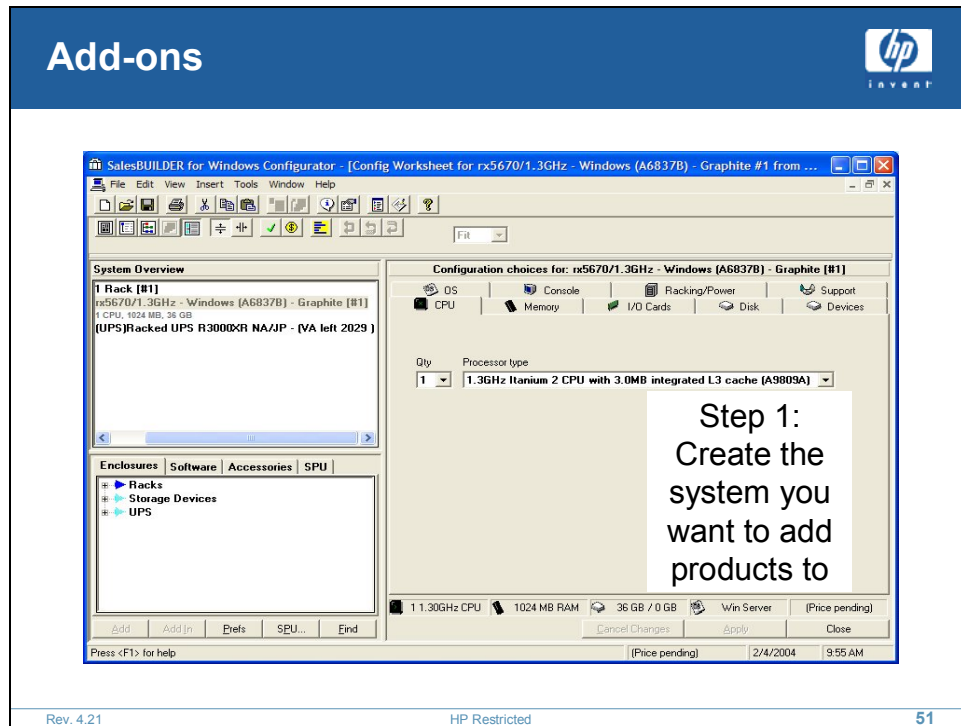 Add-ons
hp
invent
SalesBUILDER for Windows Configurator - [Config Worksheet for rx5670/1.3GHz - Windows (A6837B) - Graphite #1 from ...
File Edit View Insert Tools Window Help
Fit
System Overview
1 Rack [#1]
rx5670/1.3GHz - Windows (A6837B) - Graphite [#1]
1 CPU, 1024 MB, 36 GB
(UPS)Racked UPS R3000XR NA/JP - (VA left 2029 )
Enclosures Software Accessories SPU
Racks
Storage Devices
UPS
Add Add in Prefs SPU... Find
Configuration choices for: rx5670/1.3GHz - Windows (A6837B) - Graphite [#1]
OS Console Racking/Power Support
CPU Memory I/O Cards Disk Devices
Qty Processor type
1 1.3GHz Itanium 2 CPU with 3.0MB integrated L3 cache (A9809A)
Step 1:
Create the
system you
want to add
products to
1 1.30GHz CPU 1024 MB RAM 36 GB / 0 GB Win Server (Price pending)
Cancel Changes Apply Close
Press <F1> for help (Price pending) 2/4/2004 9:55 AM
Rev. 4.21 HP Restricted 51